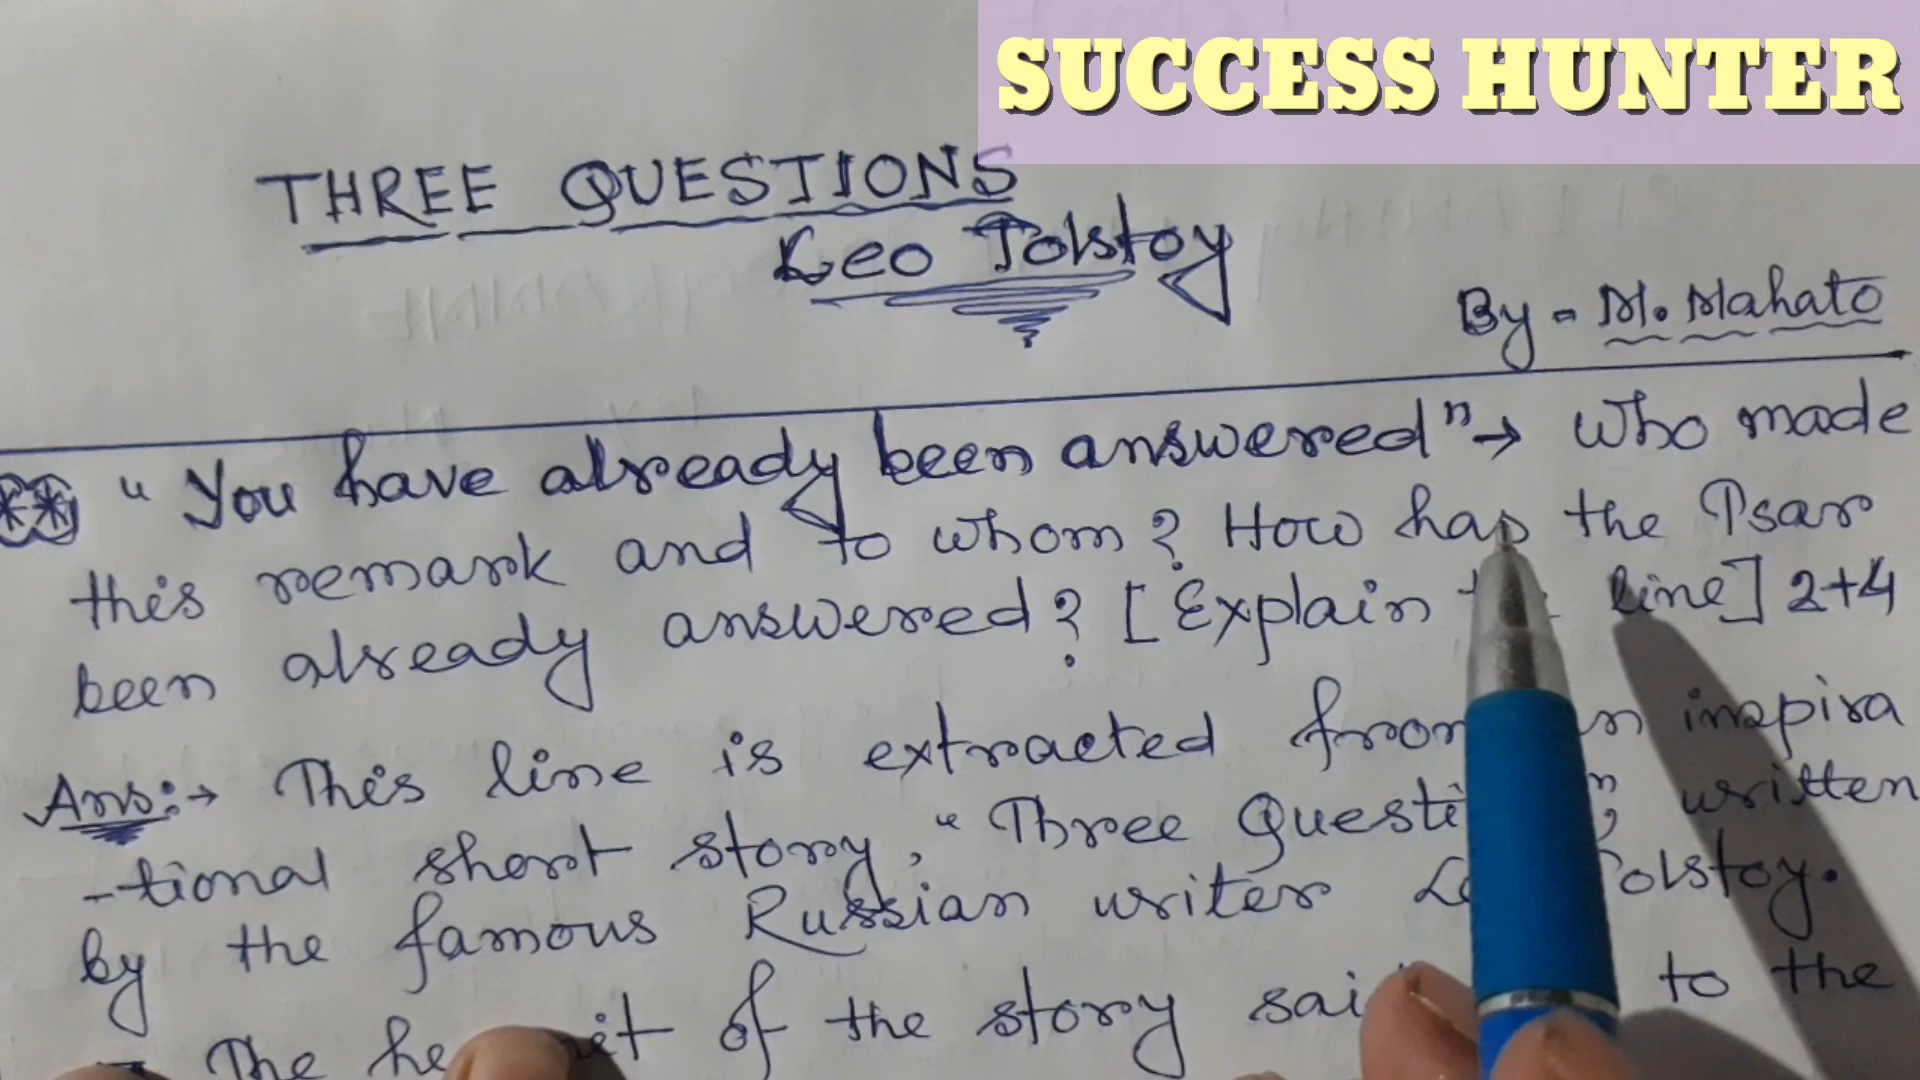 SUCCESS HUNTER
THREE QUESTIONS
Leo Tolstoy
By - M. Mahato
"You have already been answered" → Who made
this remark and to whom? How has the Tsar
been already answered? [Explain line] 2+4
Ans:→ This line is extracted from inspira
-tional short story, "Three written
by the famous Russian writer Tolstoy.
The of the story to the